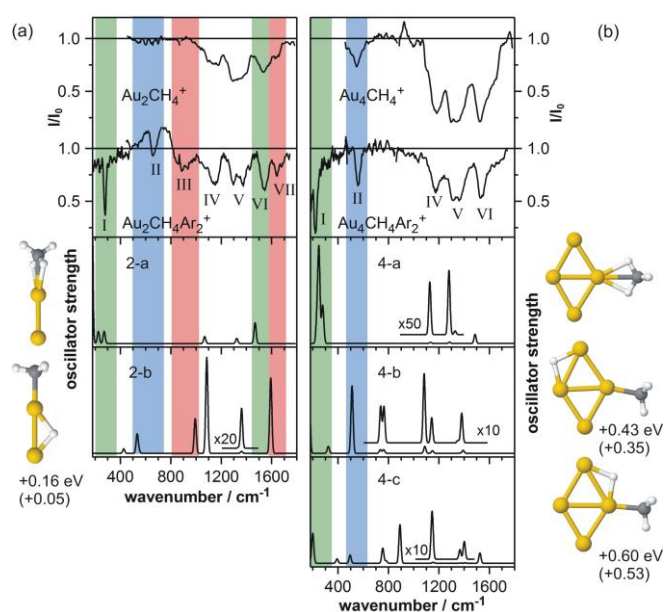 (a)
(b)
1.0
0.5
Au₂CH₄⁺
I/I₀
1.0
0.5
I
II
III
IV
V
VI
VII
Au₂CH₄Ar₂⁺
1.0
0.5
Au₄CH₄⁺
I/I₀
1.0
0.5
I
II
IV
V
VI
Au₄CH₄Ar₂⁺
oscillator strength
2-a
2-b
x20
400 800 1200 1600
wavenumber / cm⁻¹
+0.16 eV
(+0.05)
4-a
x50
4-b
x10
4-c
x10
400 800 1200 1600
wavenumber / cm⁻¹
oscillator strength
+0.43 eV
(+0.35)
+0.60 eV
(+0.53)